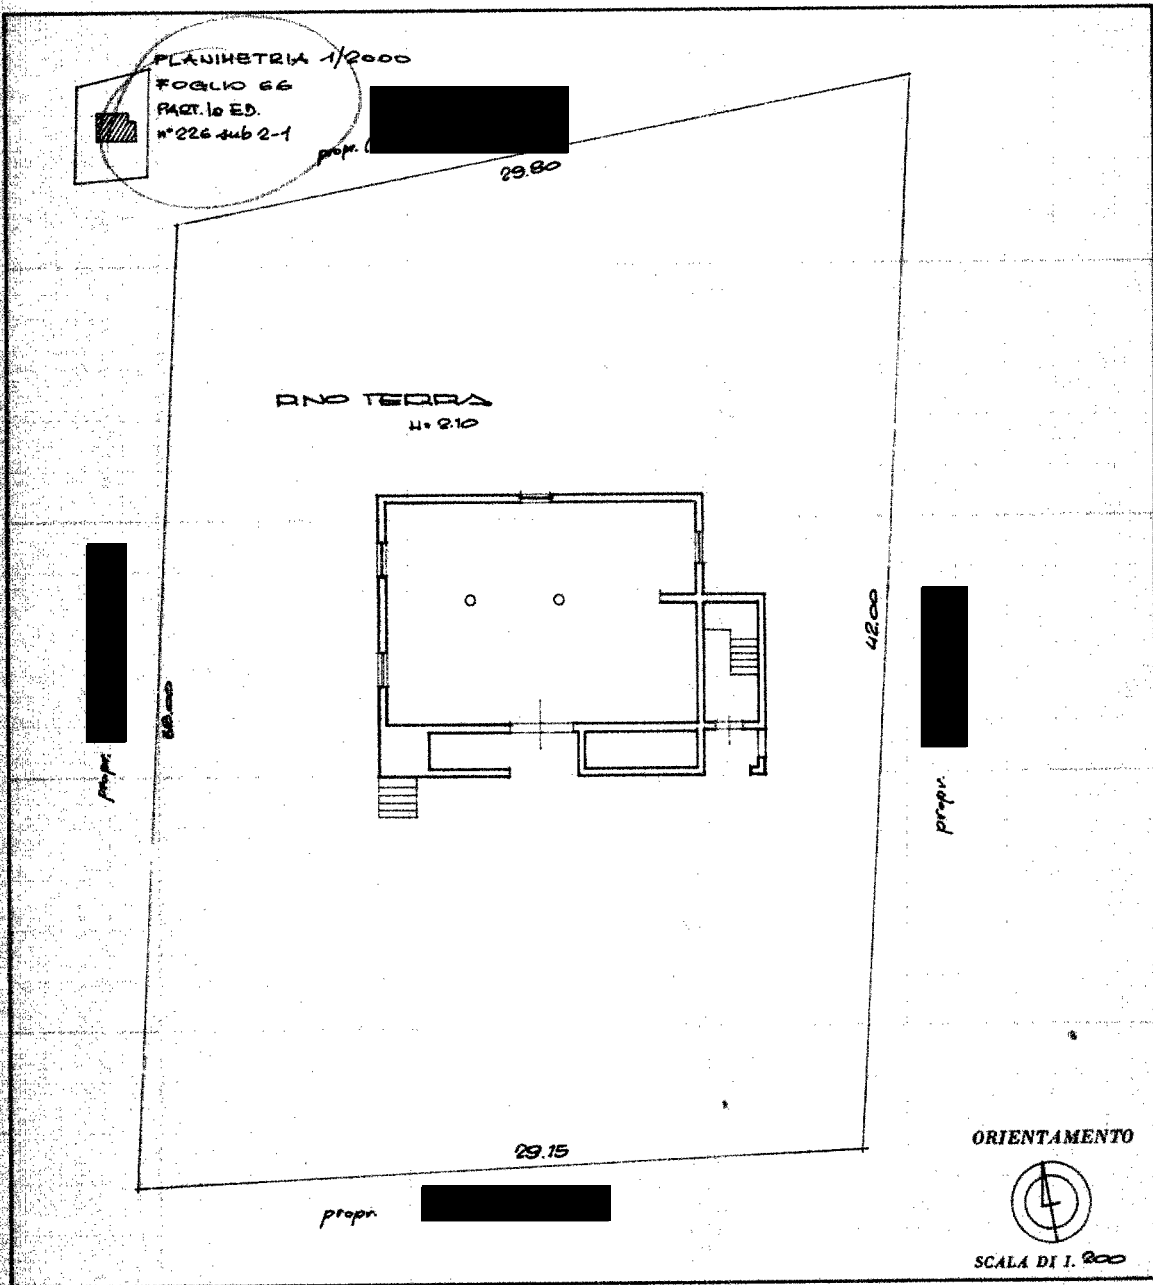 PLANIMETRIA 1/2000
FOGLIO 66
PART.lo ED.
n° 226 sub 2-1
propr.
29.80
P.NO TERRA
H. 2.10
42.00
propr.
propr.
29.15
propr.
ORIENTAMENTO
SCALA DI 1. 200